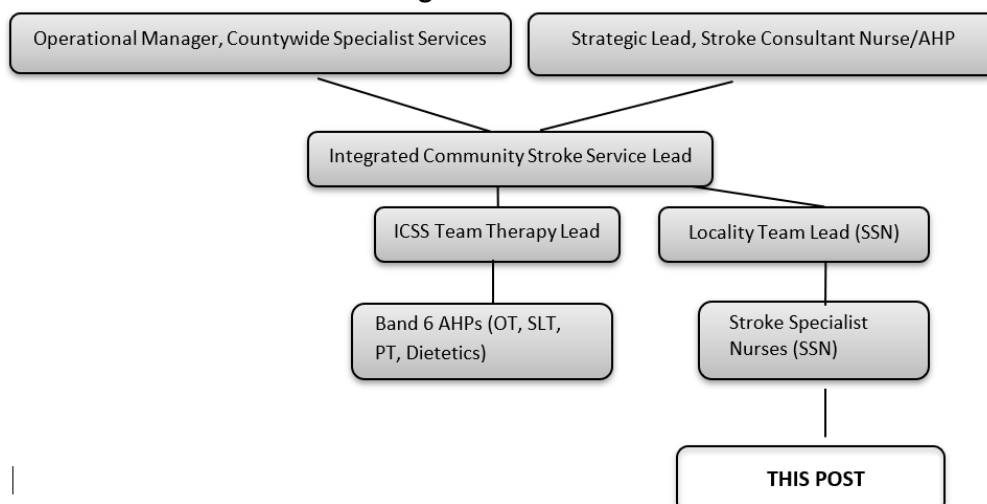 Operational Manager, Countywide Specialist Services
Strategic Lead, Stroke Consultant Nurse/AHP
Integrated Community Stroke Service Lead
ICSS Team Therapy Lead
Locality Team Lead (SSN)
Band 6 AHPs (OT, SLT,
PT, Dietetics)
Stroke Specialist
Nurses (SSN)
THIS POST